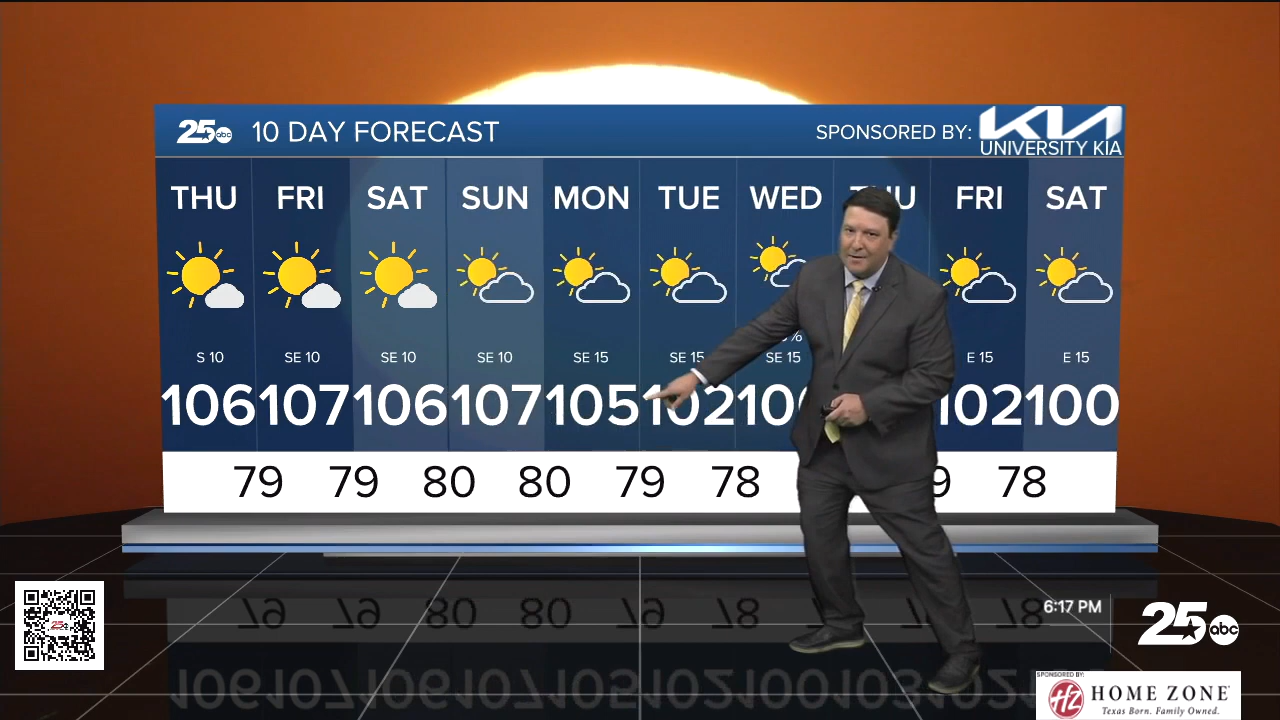 25 abc 10 DAY FORECAST
SPONSORED BY: KIA
UNIVERSITY KIA
THU FRI SAT SUN MON TUE WED THU FRI SAT
S 10 SE 10 SE 10 SE 10 SE 15 SE 15 SE 15 E 15 E 15
106 107 106 107 105 102 100 102 100
79 79 80 80 79 78 78
6:17 PM
25 abc
SPONSORED BY:
HZ HOME ZONE
Texas Born. Family Owned.